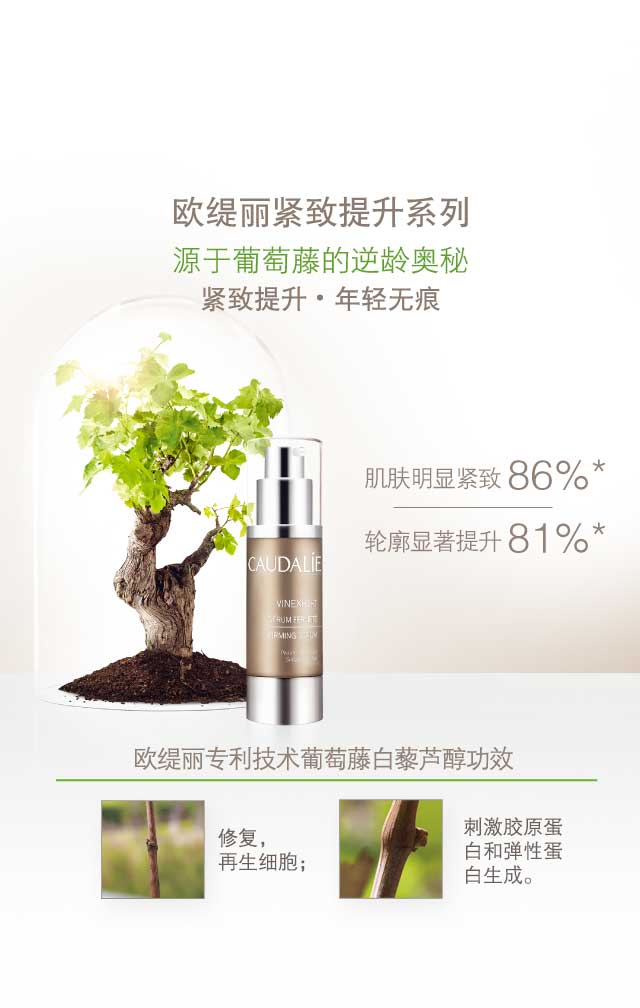 欧缇丽紧致提升系列
源于葡萄藤的逆龄奥秘
紧致提升·年轻无痕
肌肤明显紧致 86%*
轮廓显著提升 81%*
CAUDALÍE
SERUM
FIRMING SERUM
欧缇丽专利技术葡萄藤白藜芦醇功效
修复，
再生细胞；
刺激胶原蛋
白和弹性蛋
白生成。